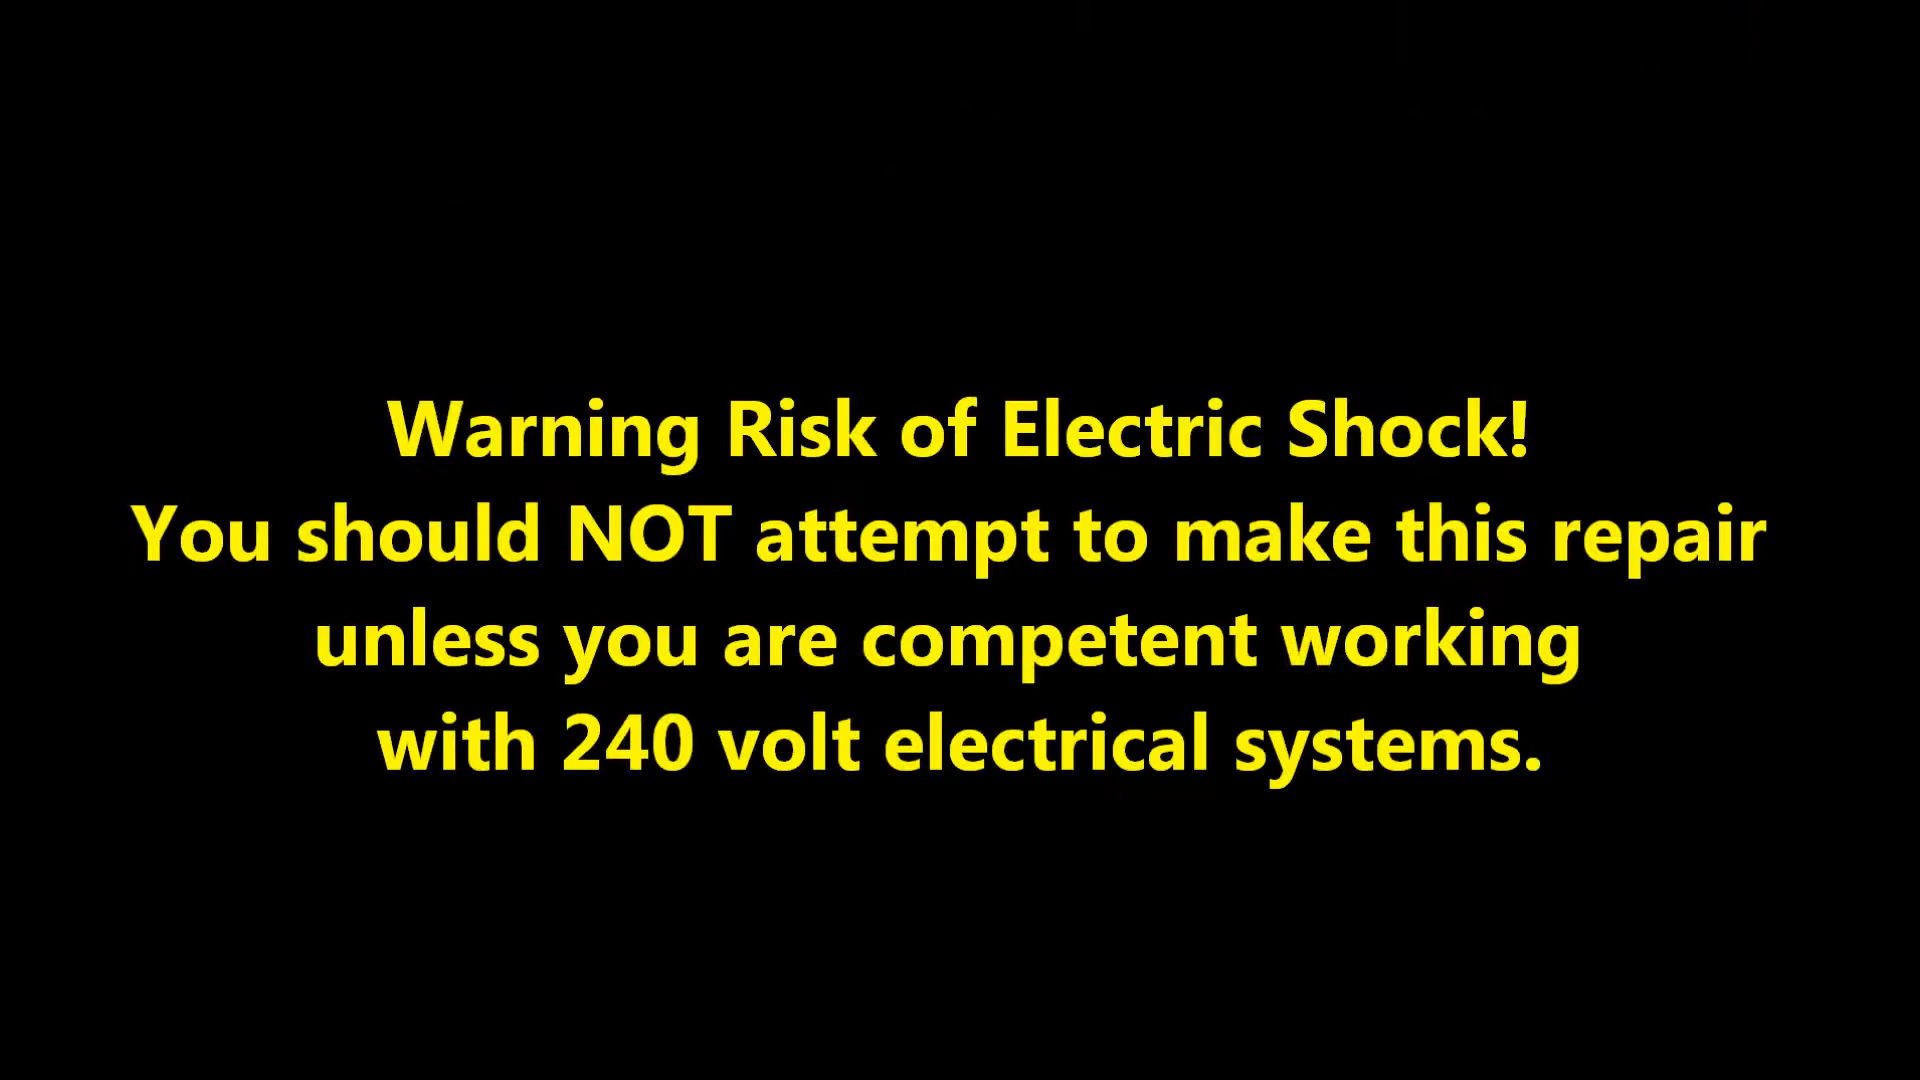 Warning Risk of Electric Shock!
You should NOT attempt to make this repair
unless you are competent working
with 240 volt electrical systems.